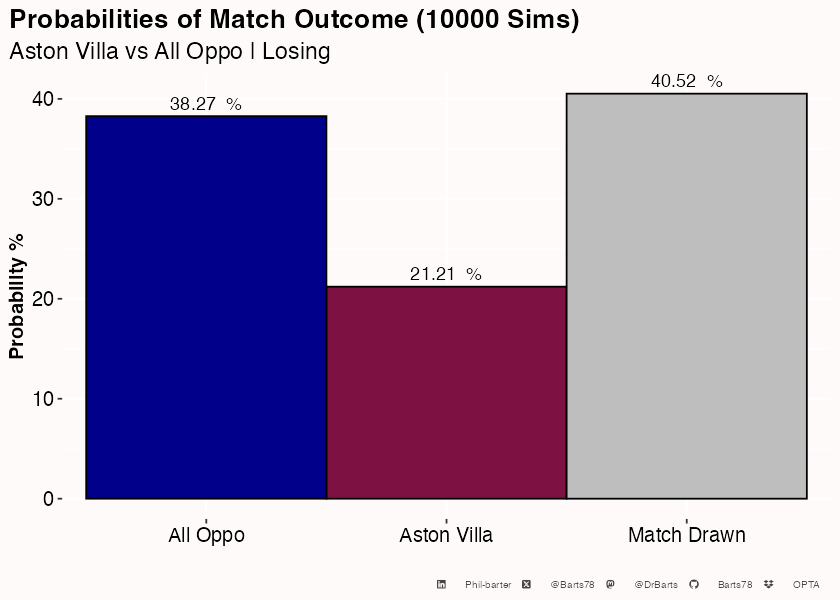 Probabilities of Match Outcome (10000 Sims)
Aston Villa vs All Oppo | Losing
Probability %
40
30
20
10
0
38.27 %
21.21 %
40.52 %
All Oppo
Aston Villa
Match Drawn
Phil-barter @Barts78 @DrBarts Barts78 OPTA